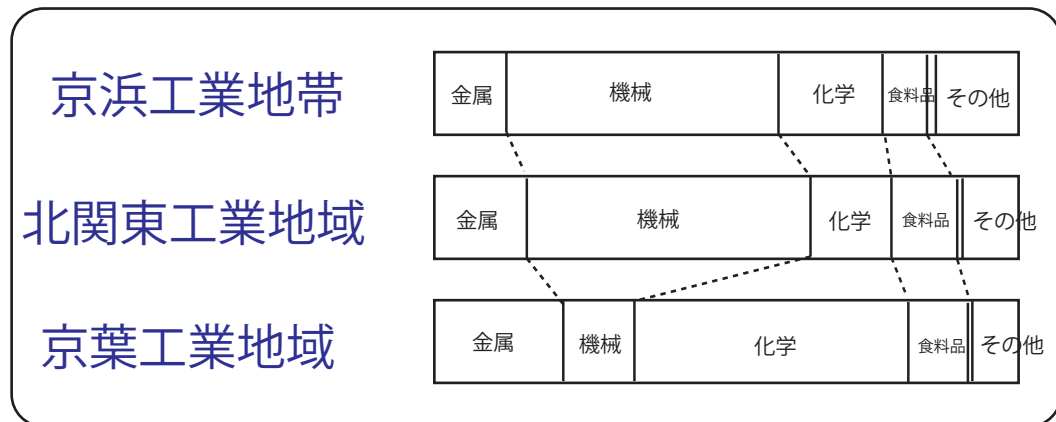 京浜工業地帯
金属 機械 化学 食料品 その他
北関東工業地域
金属 機械 化学 食料品 その他
京葉工業地域
金属 機械 化学 食料品 その他